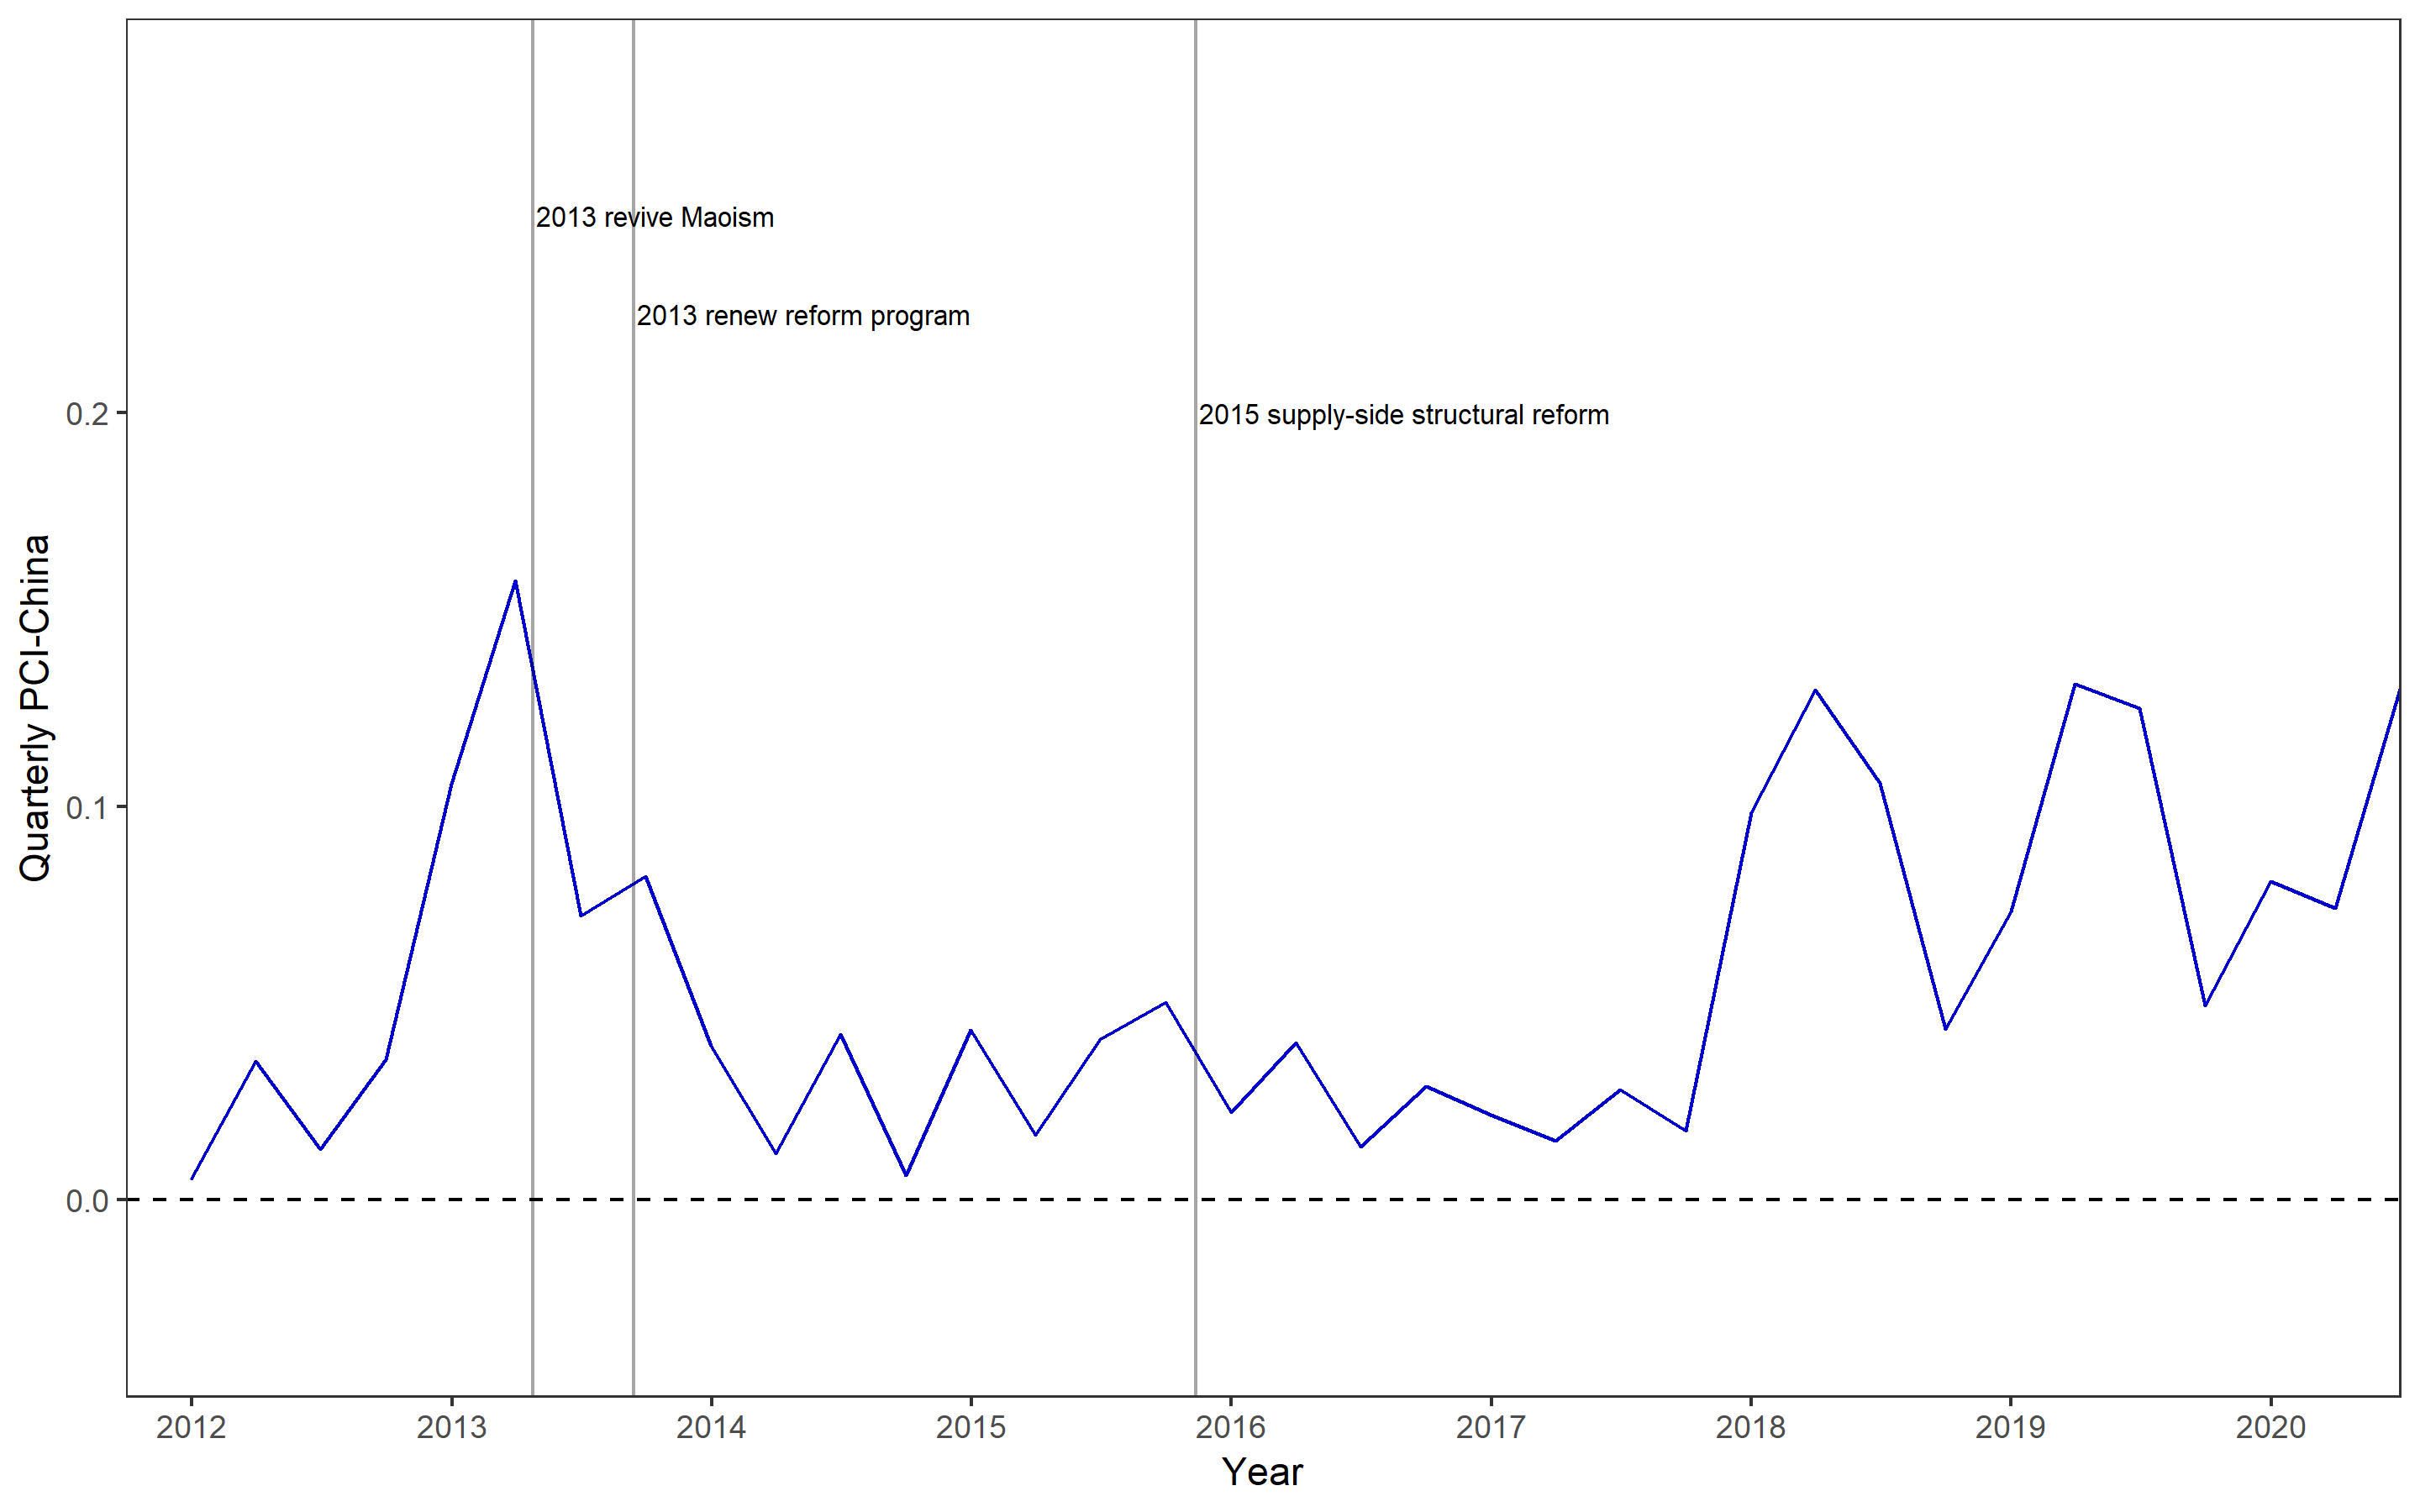 2013 revive Maoism
2013 renew reform program
2015 supply-side structural reform
Quarterly PCI-China
0.2
0.1
0.0
2012 2013 2014 2015 2016 2017 2018 2019 2020
Year